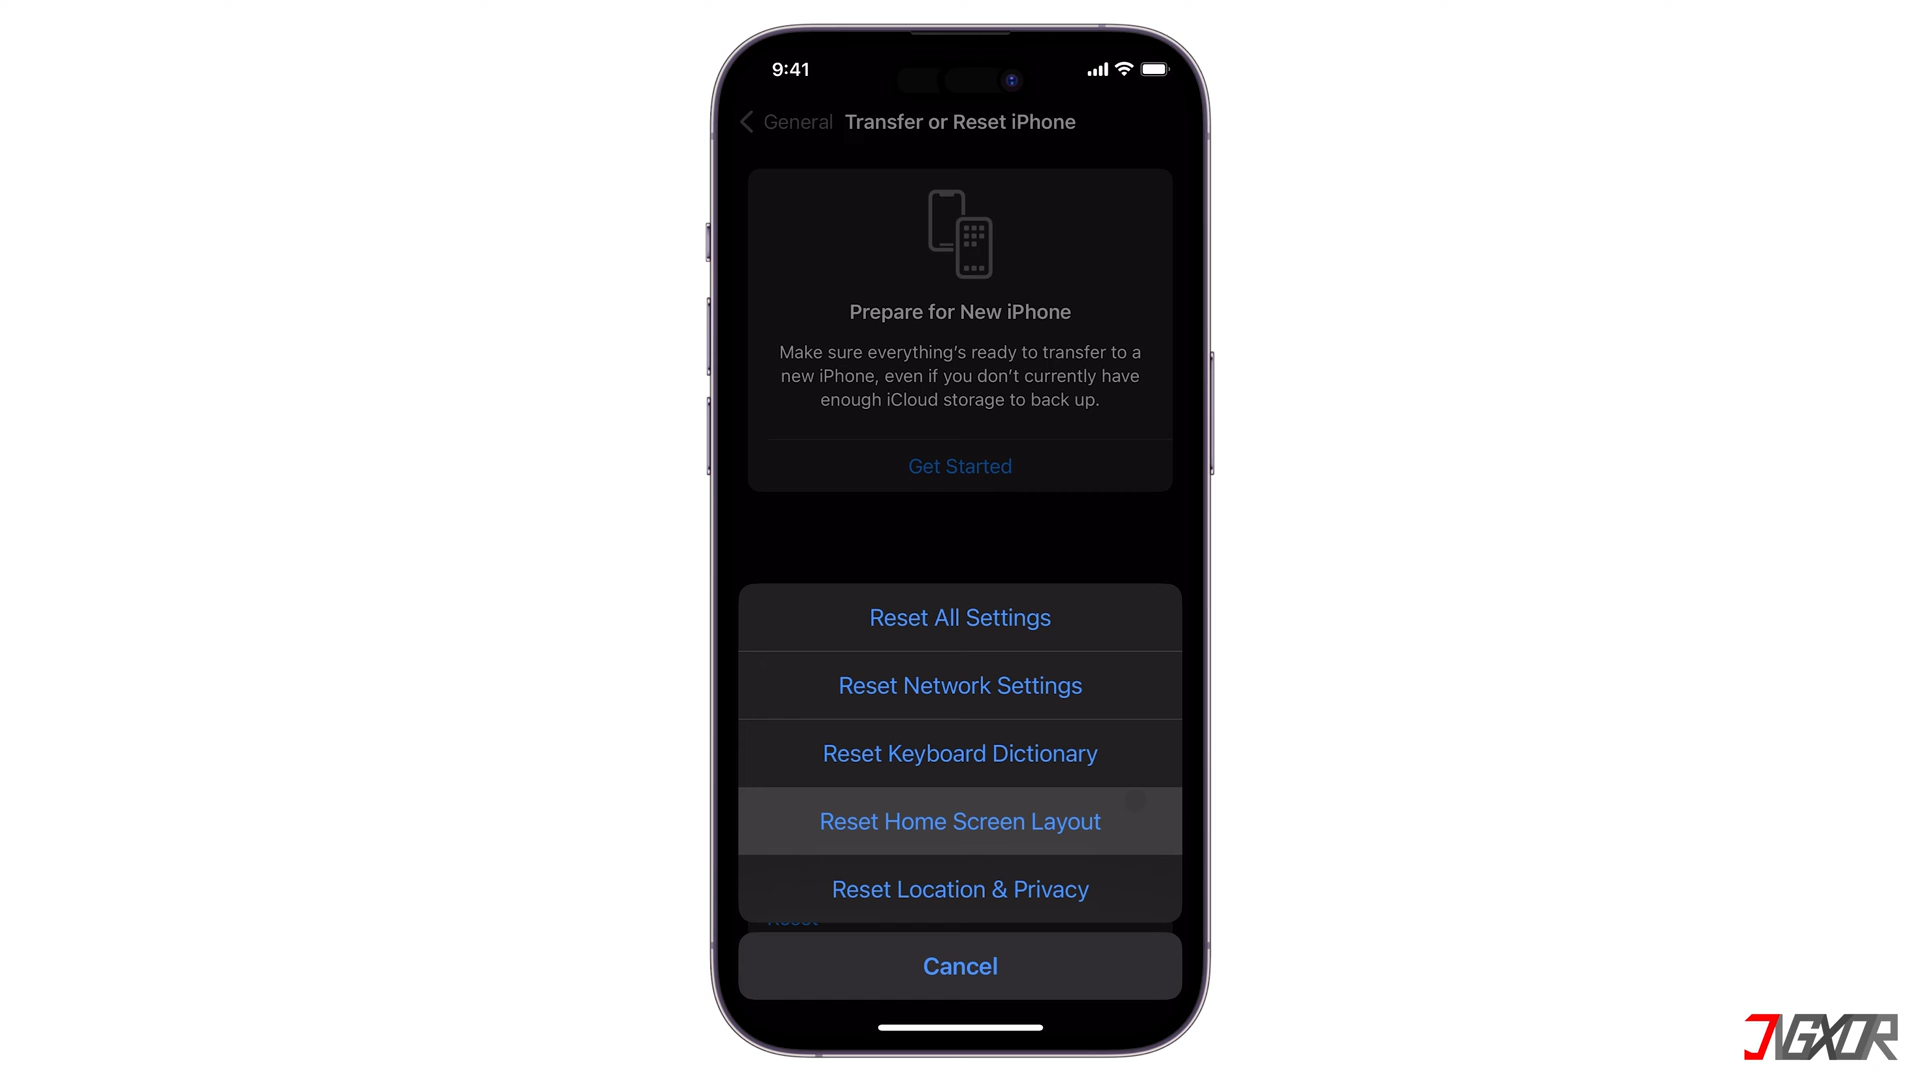 9:41
General Transfer or Reset iPhone
Prepare for New iPhone
Make sure everything's ready to transfer to a
new iPhone, even if you don't currently have
enough iCloud storage to back up.
Get Started
Reset All Settings
Reset Network Settings
Reset Keyboard Dictionary
Reset Home Screen Layout
Reset Location & Privacy
Reset
Cancel
JVGXOR